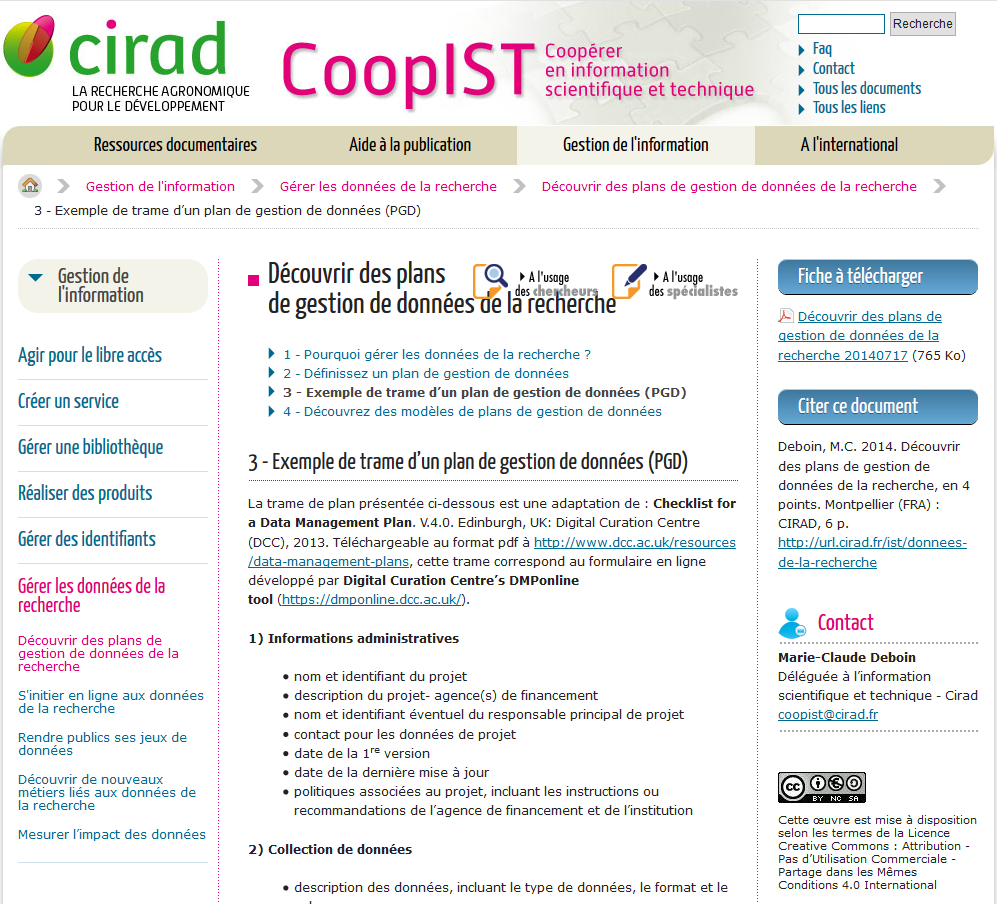 cirad
LA RECHERCHE AGRONOMIQUE
POUR LE DÉVELOPPEMENT
CoopIST
Coopérer
en information
scientifique et technique
Recherche
Faq
Contact
Tous les documents
Tous les liens
Ressources documentaires
Aide à la publication
Gestion de l'information
A l'international
Gestion de l'information
Gérer les données de la recherche
Découvrir des plans de gestion de données de la recherche
3 - Exemple de trame d’un plan de gestion de données (PGD)
Gestion de
l'information
Agir pour le libre accès
Créer un service
Gérer une bibliothèque
Réaliser des produits
Gérer des identifiants
Gérer les données de la
recherche
Découvrir des plans de
gestion de données de la
recherche
S'initier en ligne aux données
de la recherche
Rendre publics ses jeux de
données
Découvrir de nouveaux
métiers liés aux données de
la recherche
Mesurer l’impact des données
Découvrir des plans
de gestion de données de la recherche
A l'usage
des chercheurs
A l'usage
des spécialistes
1 - Pourquoi gérer les données de la recherche ?
2 - Définissez un plan de gestion de données
3 - Exemple de trame d’un plan de gestion de données (PGD)
4 - Découvrez des modèles de plans de gestion de données
3 - Exemple de trame d’un plan de gestion de données (PGD)
La trame de plan présentée ci-dessous est une adaptation de : Checklist for
a Data Management Plan. V.4.0. Edinburgh, UK: Digital Curation Centre
(DCC), 2013. Téléchargeable au format pdf à http://www.dcc.ac.uk/resources
/data-management-plans, cette trame correspond au formulaire en ligne
développé par Digital Curation Centre’s DMPonline
tool (https://dmponline.dcc.ac.uk/).
1) Informations administratives
nom et identifiant du projet
description du projet- agence(s) de financement
nom et identifiant éventuel du responsable principal de projet
contact pour les données de projet
date de la 1re version
date de la dernière mise à jour
politiques associées au projet, incluant les instructions ou
recommandations de l’agence de financement et de l’institution
2) Collection de données
description des données, incluant le type de données, le format et le
Fiche à télécharger
Découvrir des plans de
gestion de données de la
recherche 20140717 (765 Ko)
Citer ce document
Deboin, M.C. 2014. Découvrir
des plans de gestion de
données de la recherche, en 4
points. Montpellier (FRA) :
CIRAD, 6 p.
http://url.cirad.fr/ist/donnees-
de-la-recherche
Contact
Marie-Claude Deboin
Déléguée à l’information
scientifique et technique - Cirad
coopist@cirad.fr
CC BY NC SA
Cette œuvre est mise à disposition
selon les termes de la Licence
Creative Commons : Attribution -
Pas d’Utilisation Commerciale -
Partage dans les Mêmes
Conditions 4.0 International